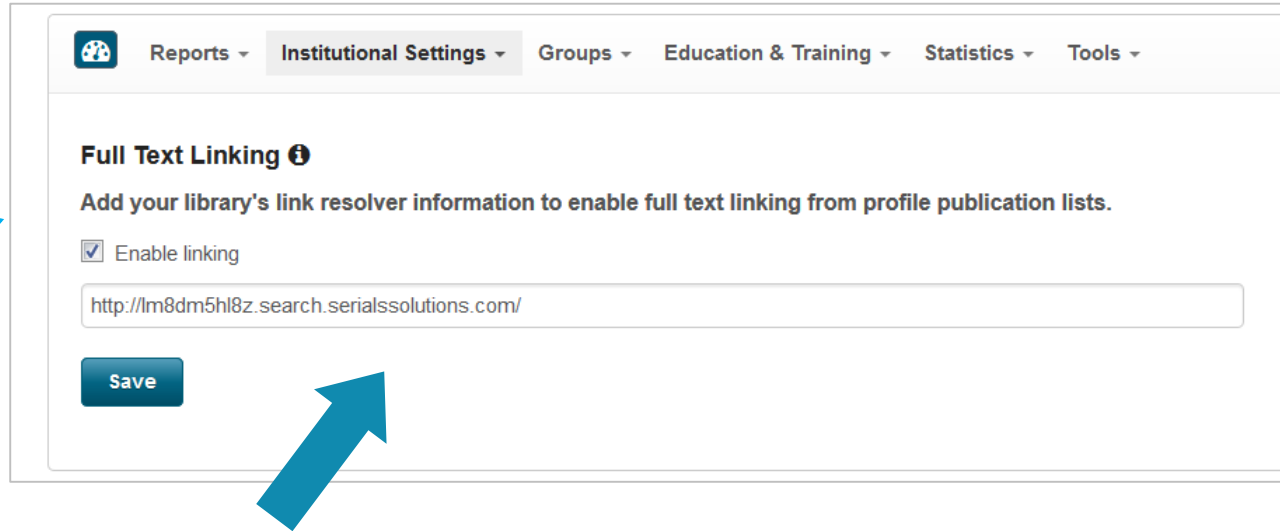 Reports Institutional Settings Groups Education & Training Statistics Tools
Full Text Linking
Add your library's link resolver information to enable full text linking from profile publication lists.
Enable linking
http://lm8dm5hl8z.search.serialssolutions.com/
Save